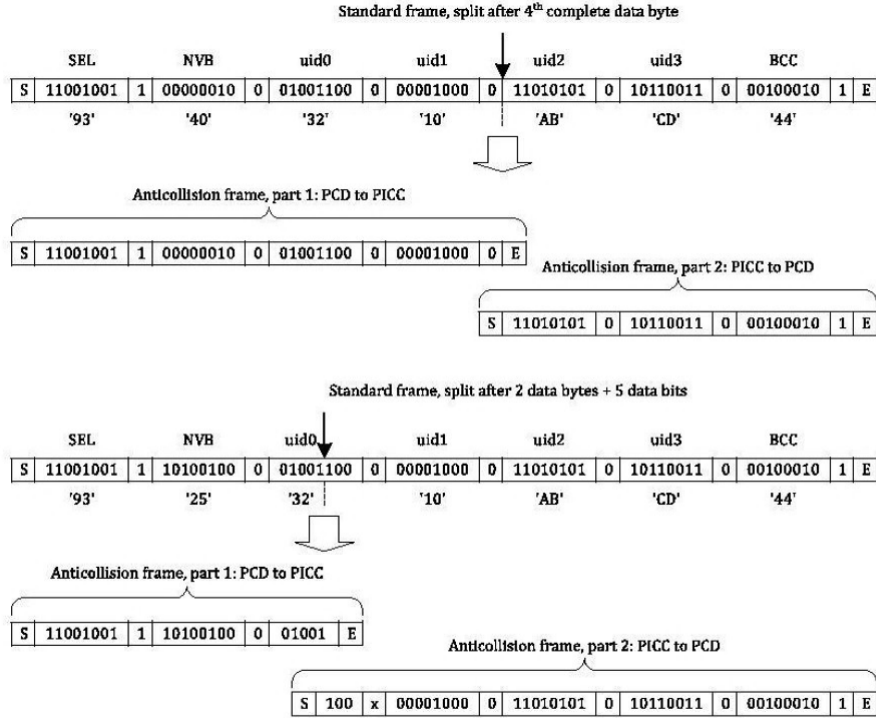 Standard frame, split after 4th complete data byte
SEL NVB uid0 uid1 uid2 uid3 BCC
S 11001001 1 00000010 0 01001100 0 00001000 0 11010101 0 10110011 0 00100010 1 E
'93' '40' '32' '10' 'AB' 'CD' '44'
Anticollision frame, part 1: PCD to PICC
S 11001001 1 00000010 0 01001100 0 00001000 0 E
Anticollision frame, part 2: PICC to PCD
S 11010101 0 10110011 0 00100010 1 E
Standard frame, split after 2 data bytes + 5 data bits
SEL NVB uid0 uid1 uid2 uid3 BCC
S 11001001 1 10100100 0 01001100 0 00001000 0 11010101 0 10110011 0 00100010 1 E
'93' '25' '32' '10' 'AB' 'CD' '44'
Anticollision frame, part 1: PCD to PICC
S 11001001 1 10100100 0 01001 E
Anticollision frame, part 2: PICC to PCD
S 100 x 00001000 0 11010101 0 10110011 0 00100010 1 E